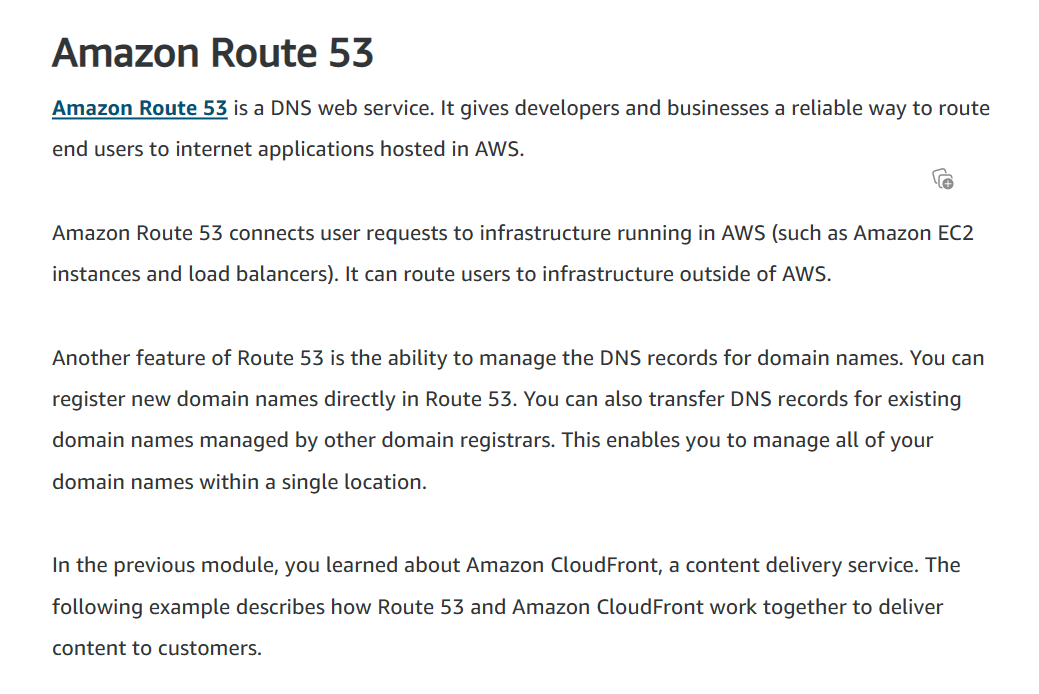 Amazon Route 53
Amazon Route 53 is a DNS web service. It gives developers and businesses a reliable way to route
end users to internet applications hosted in AWS.
Amazon Route 53 connects user requests to infrastructure running in AWS (such as Amazon EC2
instances and load balancers). It can route users to infrastructure outside of AWS.
Another feature of Route 53 is the ability to manage the DNS records for domain names. You can
register new domain names directly in Route 53. You can also transfer DNS records for existing
domain names managed by other domain registrars. This enables you to manage all of your
domain names within a single location.
In the previous module, you learned about Amazon CloudFront, a content delivery service. The
following example describes how Route 53 and Amazon CloudFront work together to deliver
content to customers.